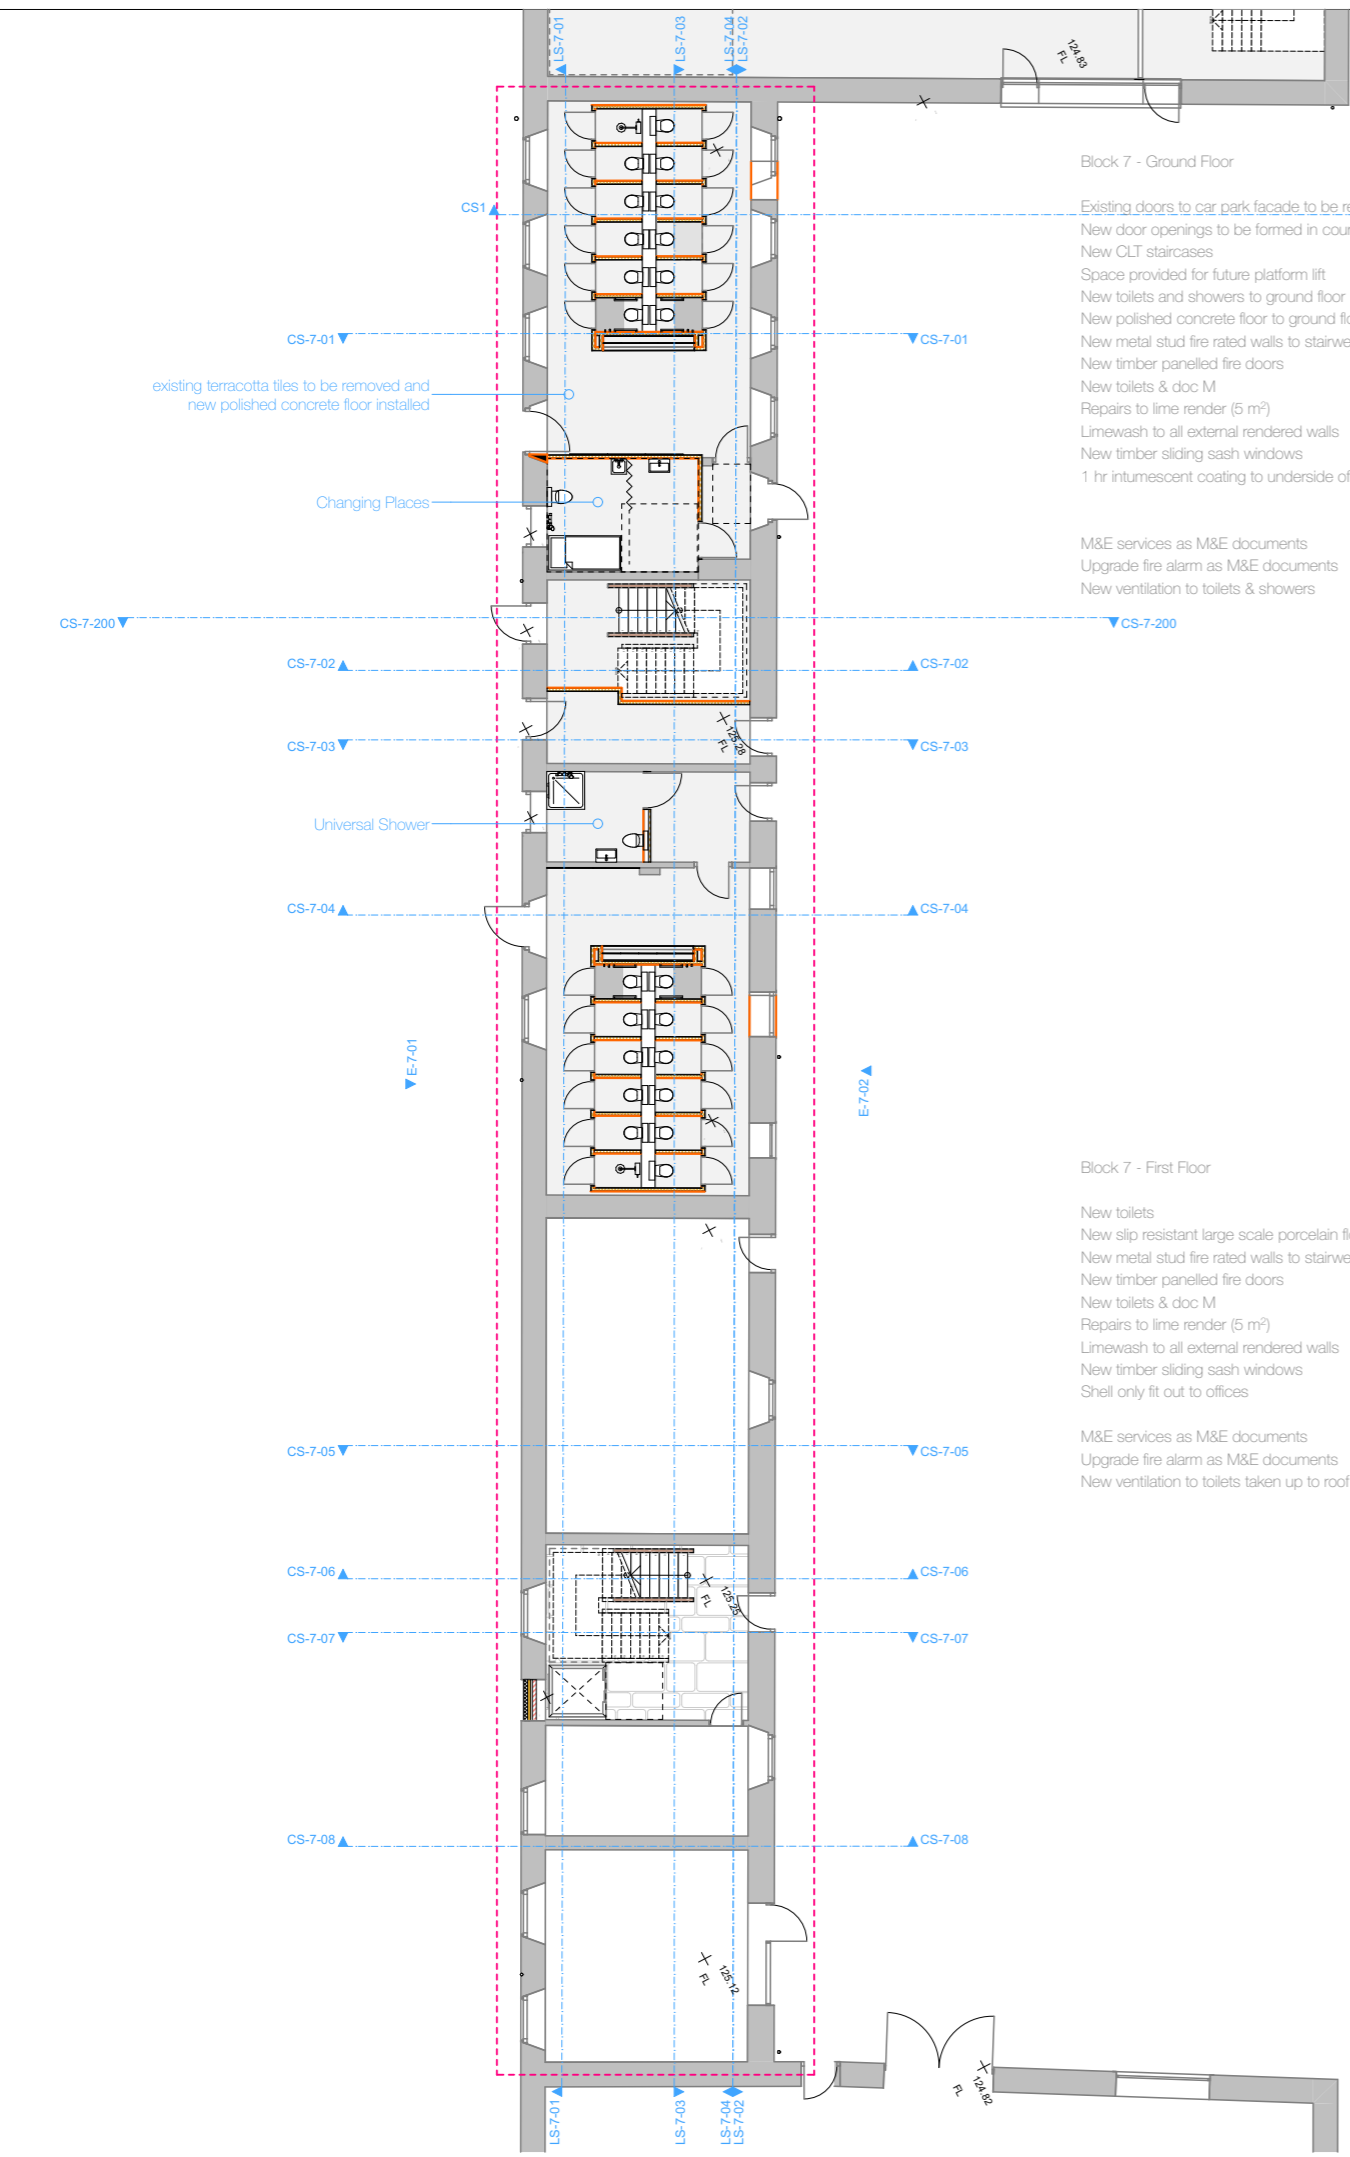 LS-7-01
LS-7-03
LS-7-04
LS-7-02
124.83
FL
Block 7 - Ground Floor
CS1
Existing doors to car park facade to be
New door openings to be formed in
New CLT staircases
Space provided for future platform lift
New toilets and showers to ground floor
New polished concrete floor to ground
New metal stud fire rated walls to
New timber panelled fire doors
New toilets & doc M
Repairs to lime render (5 m²)
Limewash to all external rendered walls
New timber sliding sash windows
1 hr intumescent coating to underside of
M&E services as M&E documents
Upgrade fire alarm as M&E documents
New ventilation to toilets & showers
CS-7-01
CS-7-01
existing terracotta tiles to be removed and
new polished concrete floor installed
Changing Places
CS-7-200
CS-7-200
CS-7-02
CS-7-02
125.28
FL
CS-7-03
CS-7-03
Universal Shower
CS-7-04
CS-7-04
E-7-01
E-7-02
Block 7 - First Floor
New toilets
New slip resistant large scale porcelain
New metal stud fire rated walls to
New timber panelled fire doors
New toilets & doc M
Repairs to lime render (5 m²)
Limewash to all external rendered walls
New timber sliding sash windows
Shell only fit out to offices
M&E services as M&E documents
Upgrade fire alarm as M&E documents
New ventilation to toilets taken up to roof
CS-7-05
CS-7-05
CS-7-06
CS-7-06
125.25
FL
CS-7-07
CS-7-07
CS-7-08
CS-7-08
125.12
FL
124.82
FL
LS-7-01
LS-7-03
LS-7-04
LS-7-02